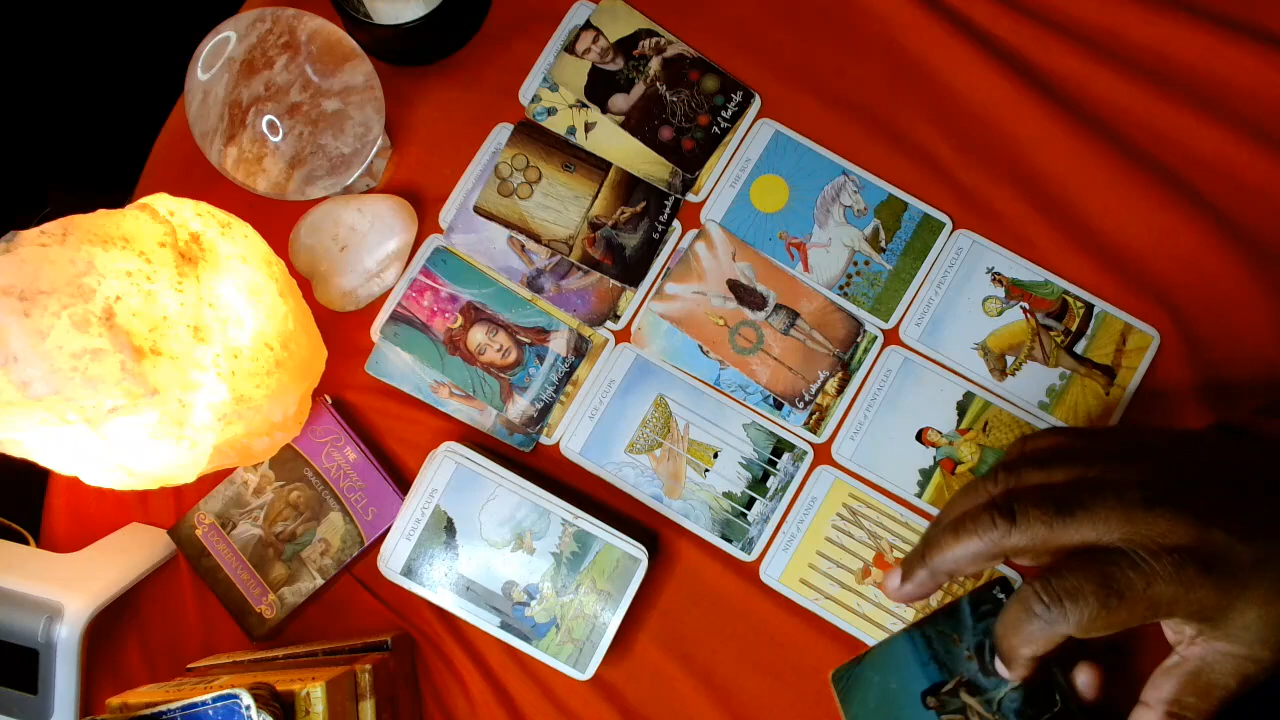 7 of Pentacles
THE SUN
6 of Pentacles
KNIGHT of PENTACLES
The High Priestess
6 of Wands
ACE of CUPS
PAGE of PENTACLES
NINE of WANDS
FOUR of CUPS
THE
Romance
ANGELS
ORACLE CARDS
DOREEN VIRTUE